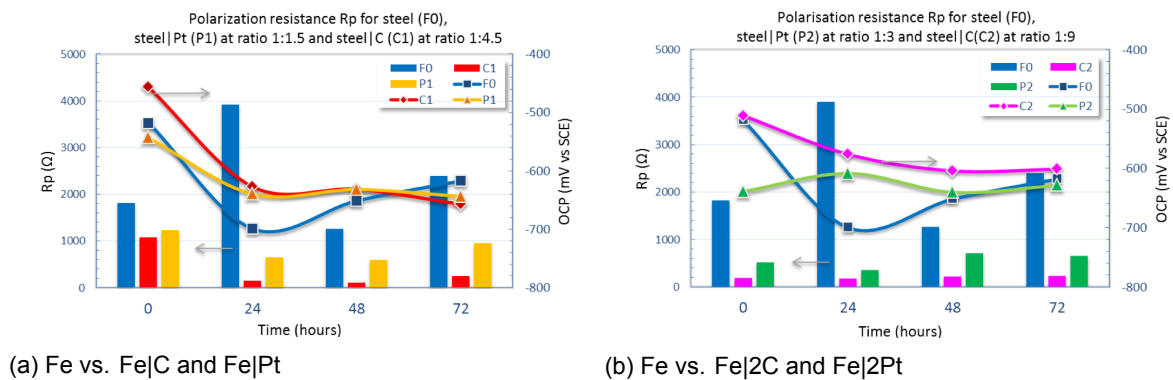 Polarization resistance Rp for steel (F0),
steel|Pt (P1) at ratio 1:1.5 and steel|C (C1) at ratio 1:4.5
5000
4000
3000
2000
1000
0
Rp (Ω)
F0 C1
P1 F0
C1 P1
-400
-500
-600
-700
-800
OCP (mV vs SCE)
0 24 48 72
Time (hours)
(a) Fe vs. Fe|C and Fe|Pt
Polarisation resistance Rp for steel (F0),
steel|Pt (P2) at ratio 1:3 and steel|C(C2) at ratio 1:9
5000
4000
3000
2000
1000
0
Rp (Ω)
F0 C2
P2 F0
C2 P2
-400
-500
-600
-700
-800
OCP (mV vs SCE)
0 24 48 72
Time (hours)
(b) Fe vs. Fe|2C and Fe|2Pt